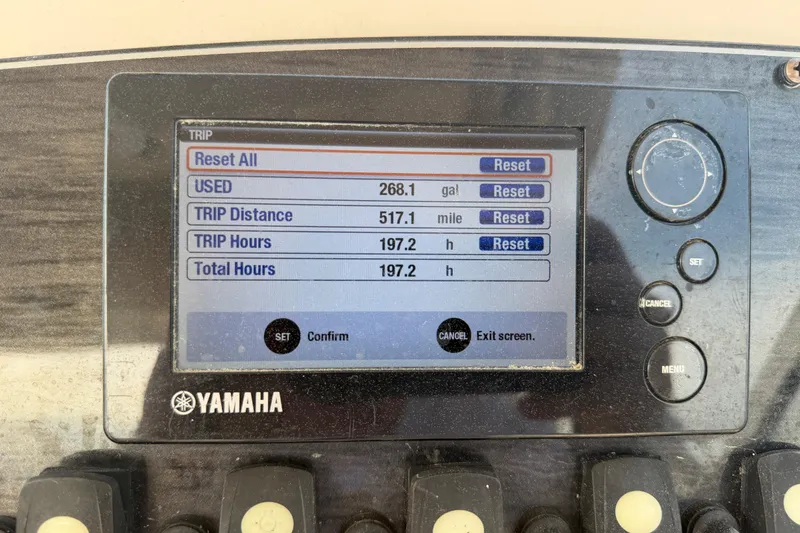 TRIP
Reset All Reset
USED 268.1 gal Reset
TRIP Distance 517.1 mile Reset
TRIP Hours 197.2 h Reset
Total Hours 197.2 h
SET Confirm CANCEL Exit screen.
YAMAHA
SET
CANCEL
MENU